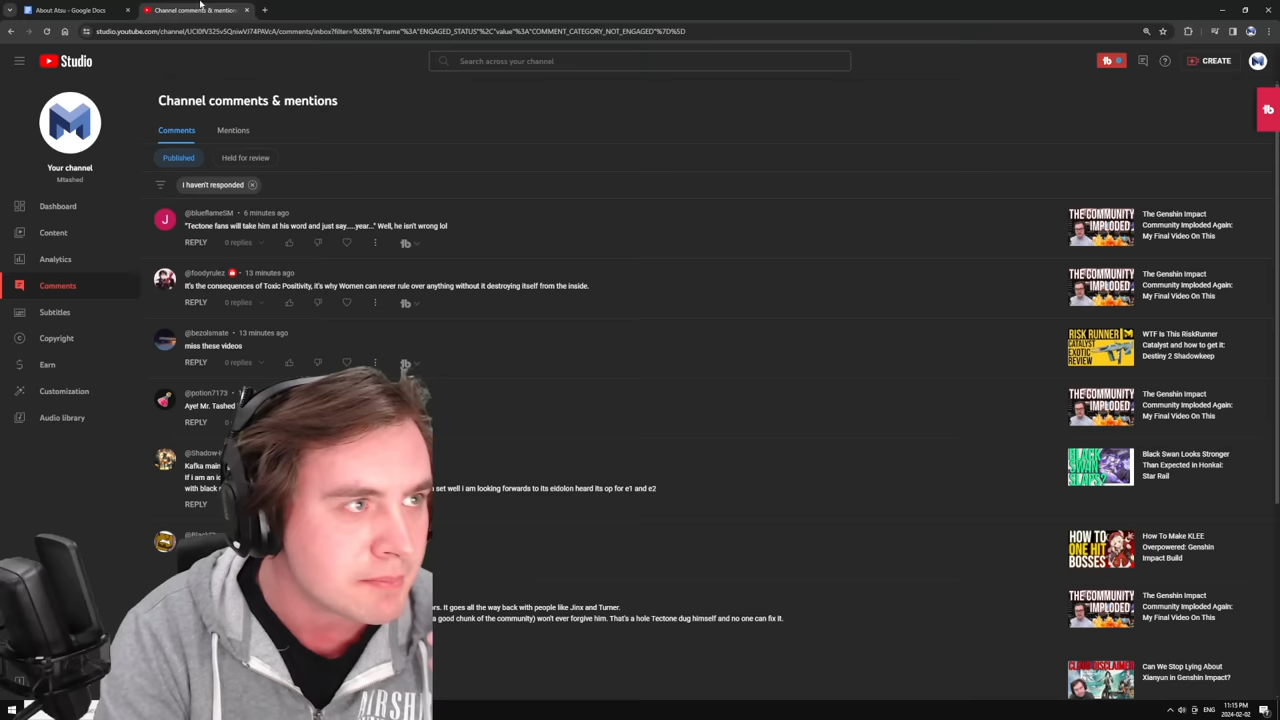 About Atsu - Google Docs
Channel comments & mentions
studio.youtube.com/channel/UCI0fV325v5QniwVJ74PAVcA/comments/inbox?filter=%5B%7B"name"%3A"ENGAGED_STATUS"%2C"value"%3A"COMMENT_CATEGORY_NOT_ENGAGED"%7D%5D
Studio
Search across your channel
CREATE
Your channel
Mtashed
Dashboard
Content
Analytics
Comments
Subtitles
Copyright
Earn
Customization
Audio library
Channel comments & mentions
Comments
Mentions
Published
Held for review
I haven't responded
@blueflameSM • 6 minutes ago
"Tectone fans will take him at his word and just say.....year..." Well, he isn't wrong lol
REPLY 0 replies
THE COMMUNITY
IMPLODED
The Genshin Impact
Community Imploded Again:
My Final Video On This
@foodyrulez 13 minutes ago
It's the consequences of Toxic Positivity, it's why Women can never rule over anything without it destroying itself from the inside.
REPLY 0 replies
THE COMMUNITY
IMPLODED
The Genshin Impact
Community Imploded Again:
My Final Video On This
@bezolsmate • 13 minutes ago
miss these videos
REPLY 0 replies
RISK RUNNER
CATALYST
EXOTIC
REVIEW
WTF Is This RiskRunner
Catalyst and how to get it:
Destiny 2 Shadowkeep
@potion7173 •
Aye! Mr. Tashed
REPLY
THE COMMUNITY
IMPLODED
The Genshin Impact
Community Imploded Again:
My Final Video On This
Kafka main
If i am an
with black
set well i am looking forwards to its eidolon heard its op for e1 and e2
REPLY
BLACK
SWAN
SLAPS?
Black Swan Looks Stronger
Than Expected in Honkai:
Star Rail
HOW TO
ONE HIT
BOSSES
How To Make KLEE
Overpowered: Genshin
Impact Build
It goes all the way back with people like Jinx and Turner.
a good chunk of the community) won't ever forgive him. That's a hole Tectone dug himself and no one can fix it.
THE COMMUNITY
IMPLODED
The Genshin Impact
Community Imploded Again:
My Final Video On This
Can We Stop Lying About
Xianyun in Genshin Impact?
ENG
11:15 PM
2024-02-02